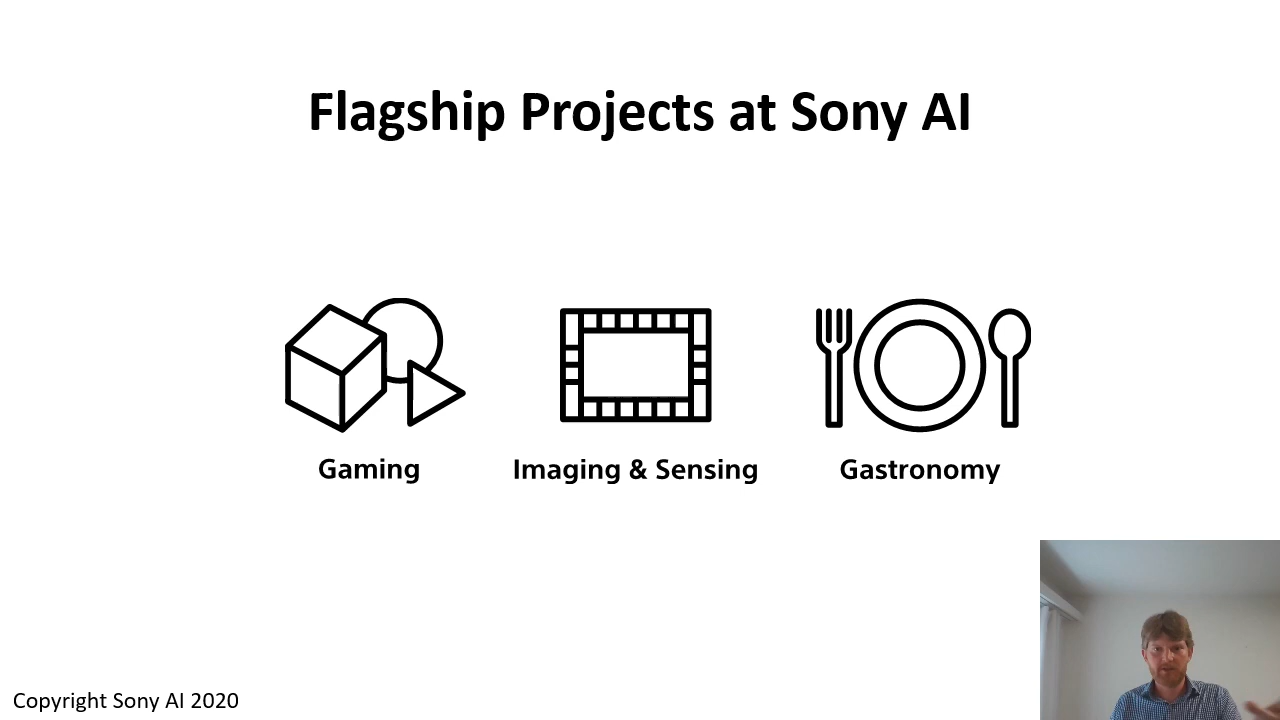 Flagship Projects at Sony AI
Gaming
Imaging & Sensing
Gastronomy
Copyright Sony AI 2020